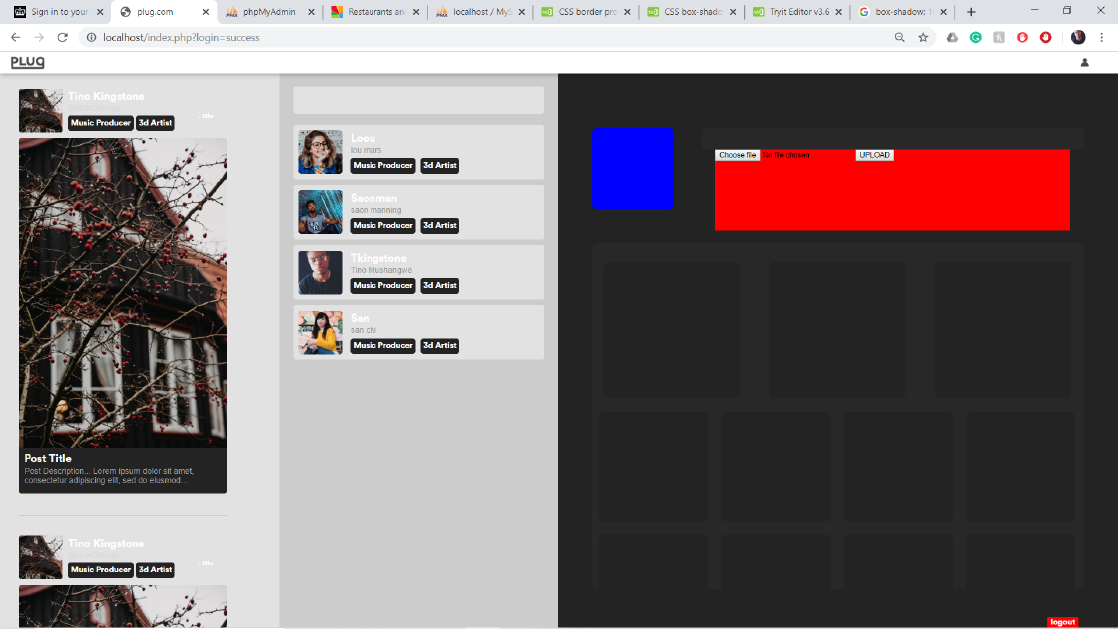 Sign in to your
plug.com
phpMyAdmin
Restaurants an
localhost / MyS
CSS border pro
CSS box-shado
Tryit Editor v3.6
box-shadow: 1
localhost/index.php?login=success
PLUG
Tino Kingstone
Music Producer 3d Artist
. title
Post Title
Post Description... Lorem ipsum dolor sit amet,
consectetur adipiscing elit, sed do eiusmod...
Tino Kingstone
Music Producer 3d Artist
. title
Loou
lou mars
Music Producer 3d Artist
Saonman
saon manning
Music Producer 3d Artist
Tkingstone
Tino Mushangwe
Music Producer 3d Artist
San
san chi
Music Producer 3d Artist
Choose file No file chosen UPLOAD
logout